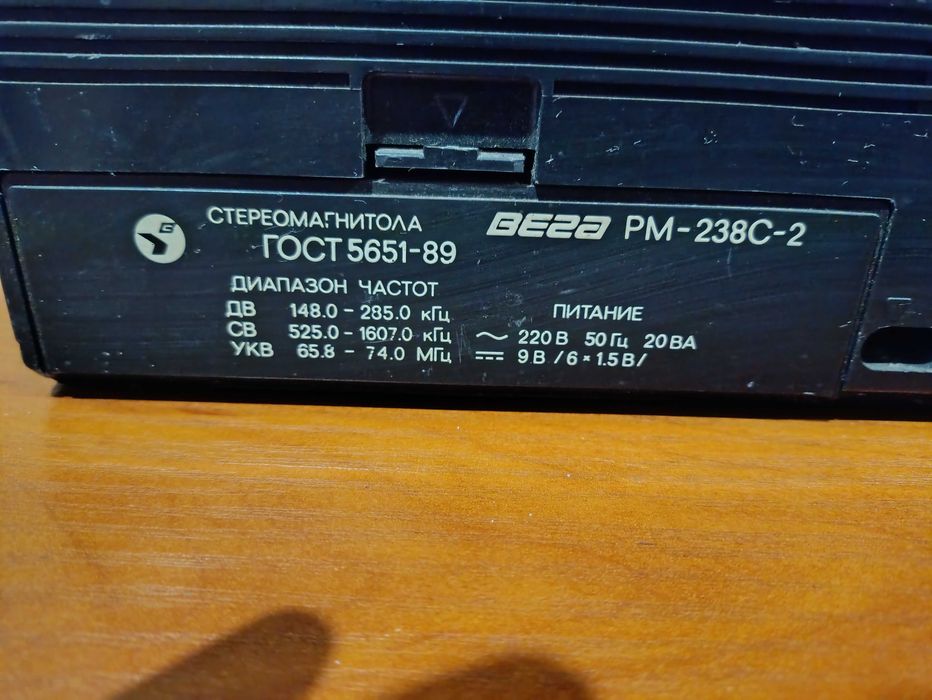 СТЕРЕОМАГНИТОЛА ВЕГА РМ-238С-2
ГОСТ 5651-89
ДИАПАЗОН ЧАСТОТ
ДВ 148.0 - 285.0 кГц
СВ 525.0 - 1607.0 кГц
УКВ 65.8 - 74.0 МГц
ПИТАНИЕ
~ 220 В 50 Гц 20 ВА
⎓ 9 В /6 × 1.5 В/